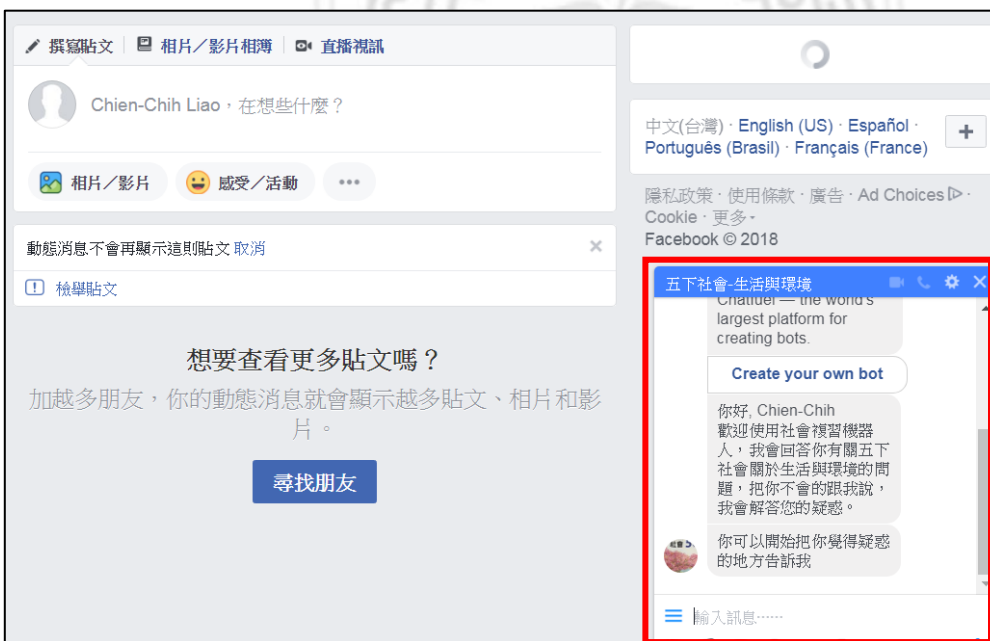 撰寫貼文 相片／影片相簿 直播視訊
Chien-Chih Liao，在想些什麼？
相片／影片 感受／活動
動態消息不會再顯示這則貼文 取消
檢舉貼文
想要查看更多貼文嗎？
加越多朋友，你的動態消息就會顯示越多貼文、相片和影
片。
尋找朋友
中文(台灣) · English (US) · Español ·
Português (Brasil) · Français (France)
隱私政策 · 使用條款 · 廣告 · Ad Choices ·
Cookie · 更多
Facebook © 2018
五下社會-生活與環境
Chatfuel — the world's
largest platform for
creating bots.
Create your own bot
你好, Chien-Chih
歡迎使用社會複習機器
人，我會回答你有關五下
社會關於生活與環境的問
題，把你不會的跟我說，
我會解答您的疑惑。
你可以開始把你覺得疑惑
的地方告訴我
輸入訊息⋯⋯